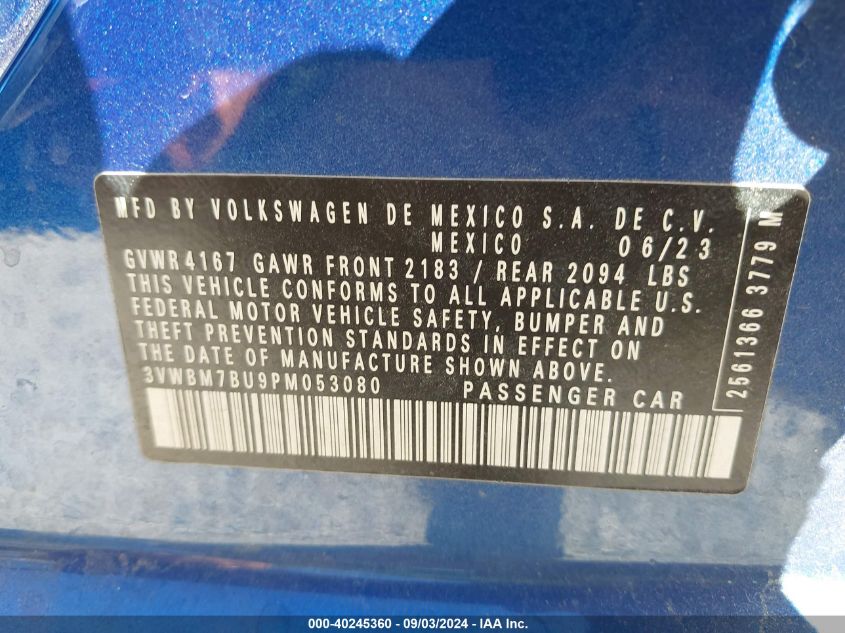 MFD BY VOLKSWAGEN DE MEXICO S.A. DE C.V.
MEXICO 06/23
GVWR 4167 GAWR FRONT 2183 / REAR 2094 LBS
THIS VEHICLE CONFORMS TO ALL APPLICABLE U.S.
FEDERAL MOTOR VEHICLE SAFETY, BUMPER AND
THEFT PREVENTION STANDARDS IN EFFECT ON
THE DATE OF MANUFACTURE SHOWN ABOVE.
3VWBM7BU9PM053080 PASSENGER CAR
2561366 3779 M
000-40245360 - 09/03/2024 - IAA Inc.